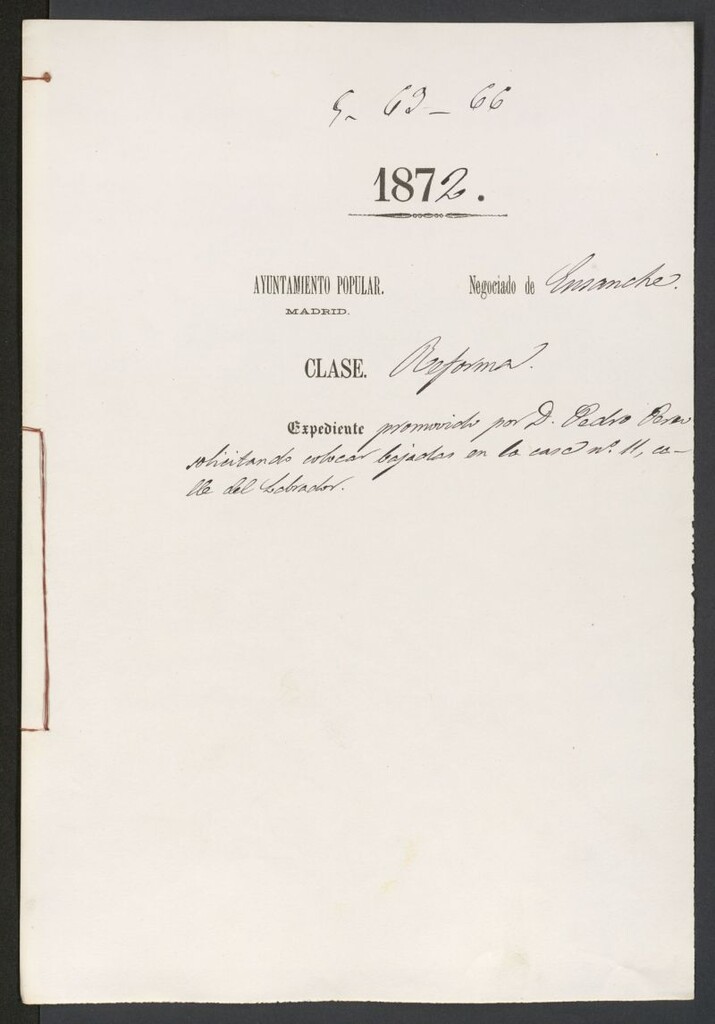 5- 63-66
1872.
AYUNTAMIENTO POPULAR. Negociado de Ensanche.
MADRID.
CLASE. Reforma.
Expediente promovido por D. Pedro
solicitando colocar bajadas en la casa nº. 11, ca-
lle del Labrador.